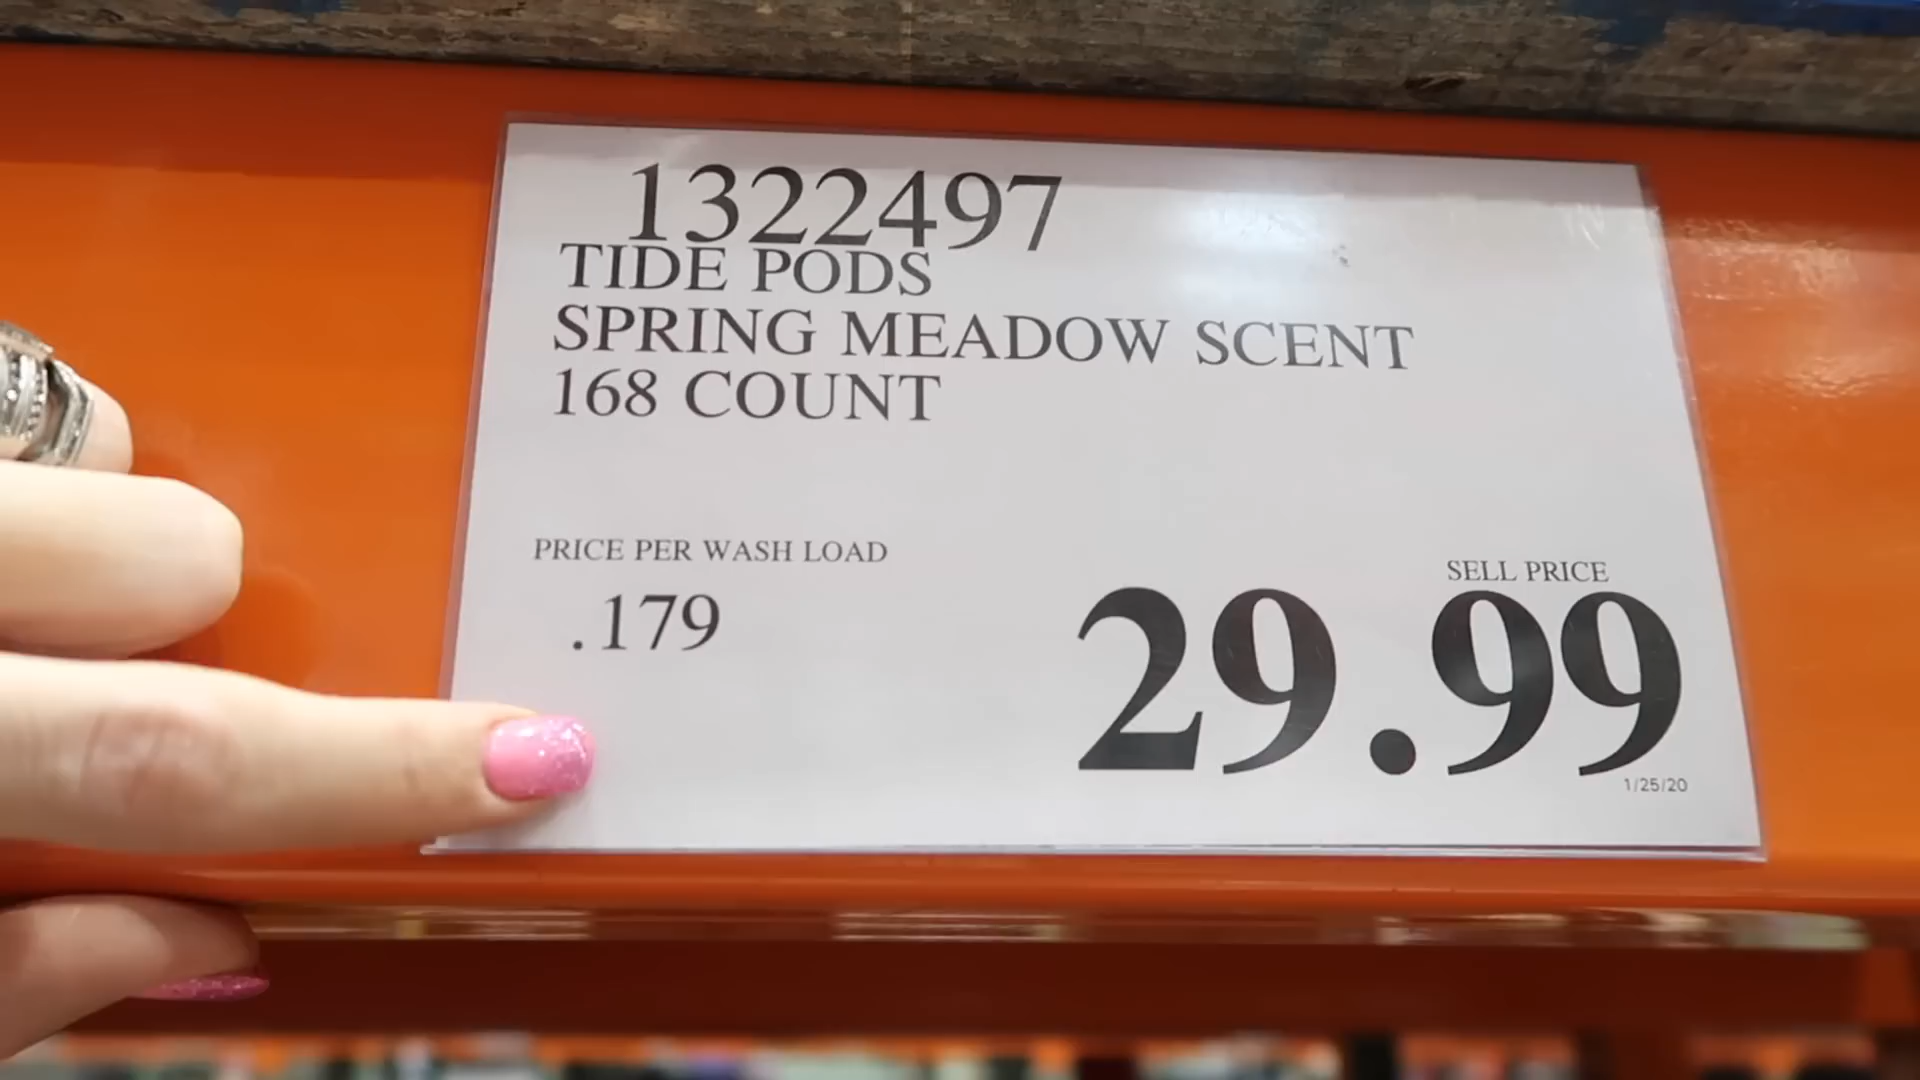 1322497
TIDE PODS
SPRING MEADOW SCENT
168 COUNT
PRICE PER WASH LOAD
.179
SELL PRICE
29.99
1/25/20